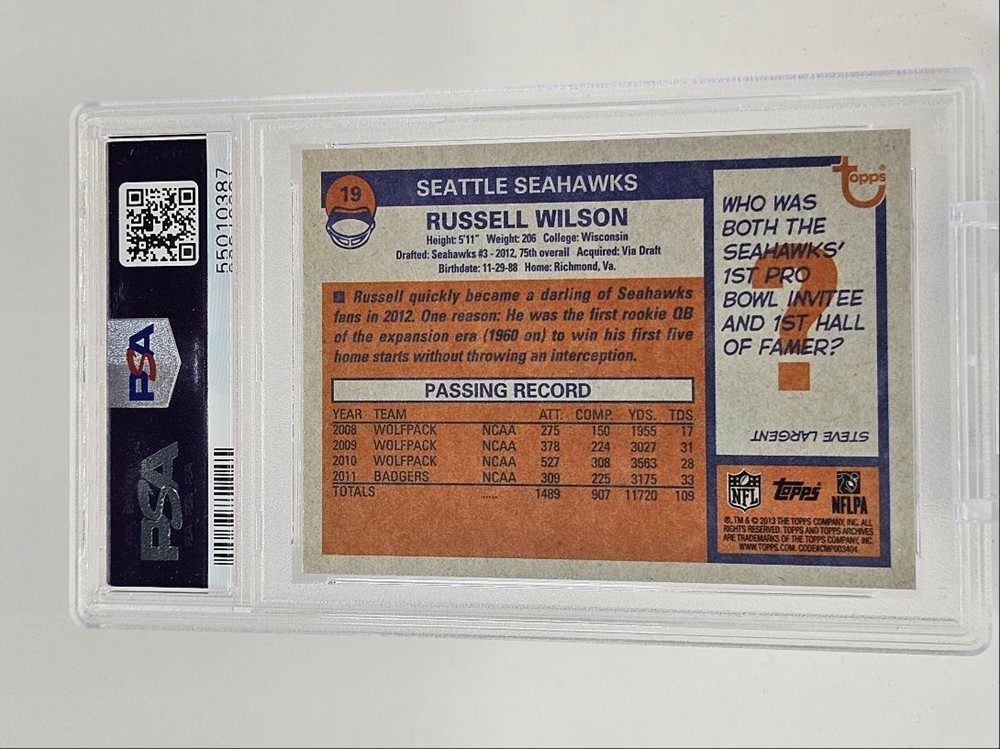 PSA
PSA
55010387
19
SEATTLE SEAHAWKS
RUSSELL WILSON
Height: 5'11" Weight: 206 College: Wisconsin
Drafted: Seahawks #3 - 2012, 75th overall Acquired: Via Draft
Birthdate: 11-29-88 Home: Richmond, Va.
Russell quickly became a darling of Seahawks
fans in 2012. One reason: He was the first rookie QB
of the expansion era (1960 on) to win his first five
home starts without throwing an interception.
PASSING RECORD
YEAR TEAM ATT. COMP. YDS. TDS.
2008 WOLFPACK NCAA 275 150 1955 17
2009 WOLFPACK NCAA 378 224 3027 31
2010 WOLFPACK NCAA 527 308 3563 28
2011 BADGERS NCAA 309 225 3175 33
TOTALS ..... 1489 907 11720 109
topps
WHO WAS
BOTH THE
SEAHAWKS'
1ST PRO
BOWL INVITEE
AND 1ST HALL
OF FAMER?
?
STEVE LARGENT
NFL
topps
NFLPA
®, TM & © 2013 THE TOPPS COMPANY, INC. ALL
RIGHTS RESERVED. TOPPS AND TOPPS ARCHIVES
ARE TRADEMARKS OF THE TOPPS COMPANY, INC.
WWW.TOPPS.COM. CODE#CMP003404